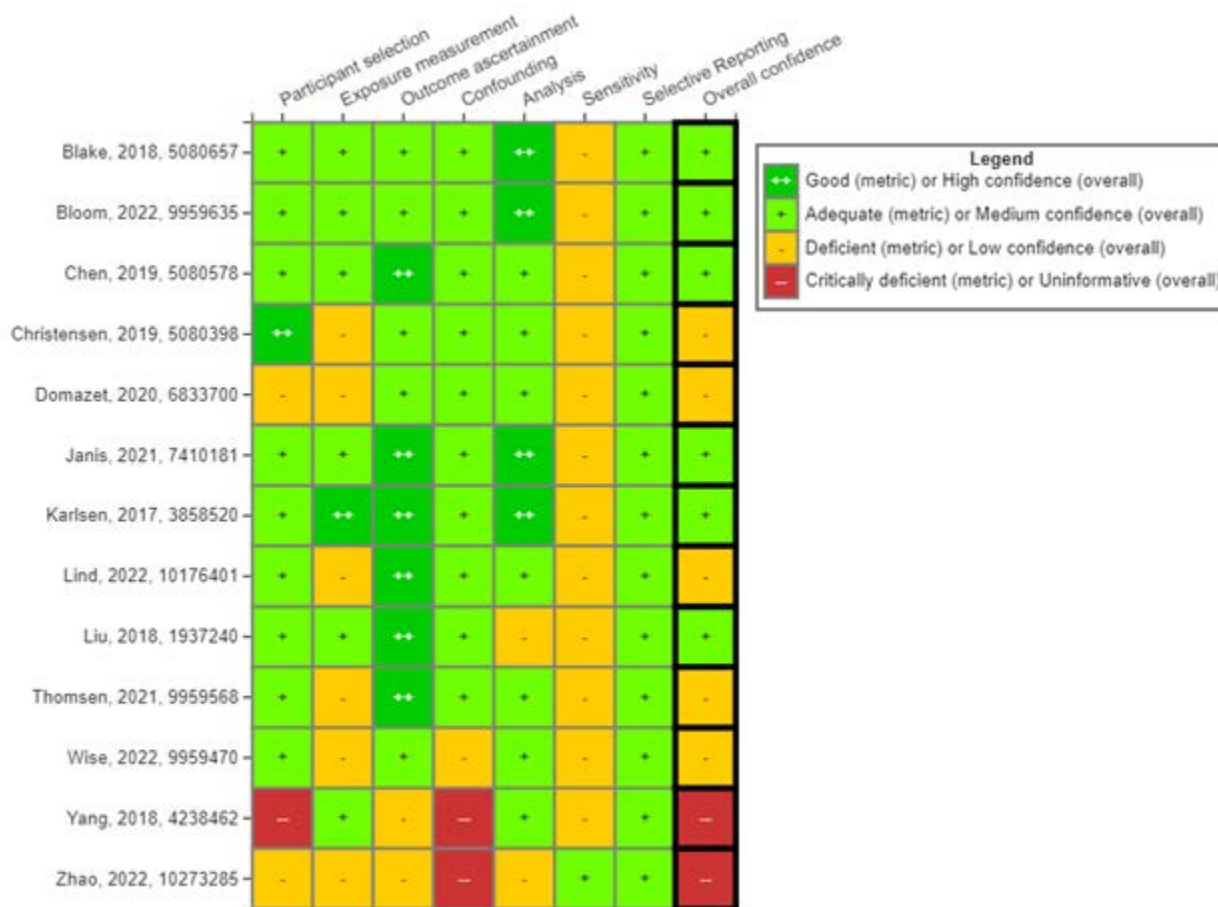 Participant selection
Exposure measurement
Outcome ascertainment
Confounding
Analysis
Sensitivity
Selective Reporting
Overall confidence
Blake, 2018, 5080657 + + + + ++ - + +
Bloom, 2022, 9959635 + + + + ++ - + +
Chen, 2019, 5080578 + + ++ + + - + +
Christensen, 2019, 5080398 ++ - + + + - + -
Domazet, 2020, 6833700 - - + + + - + -
Janis, 2021, 7410181 + + ++ + ++ - + +
Karlsen, 2017, 3858520 + ++ ++ + ++ - + +
Lind, 2022, 10176401 + - ++ + + - + -
Liu, 2018, 1937240 + + ++ + - - + +
Thomsen, 2021, 9959568 + - ++ + + - + -
Wise, 2022, 9959470 + - + - + - + -
Yang, 2018, 4238462 -- + - -- + - + --
Zhao, 2022, 10273285 - - - -- - + + --
Legend
++ Good (metric) or High confidence (overall)
+ Adequate (metric) or Medium confidence (overall)
- Deficient (metric) or Low confidence (overall)
-- Critically deficient (metric) or Uninformative (overall)